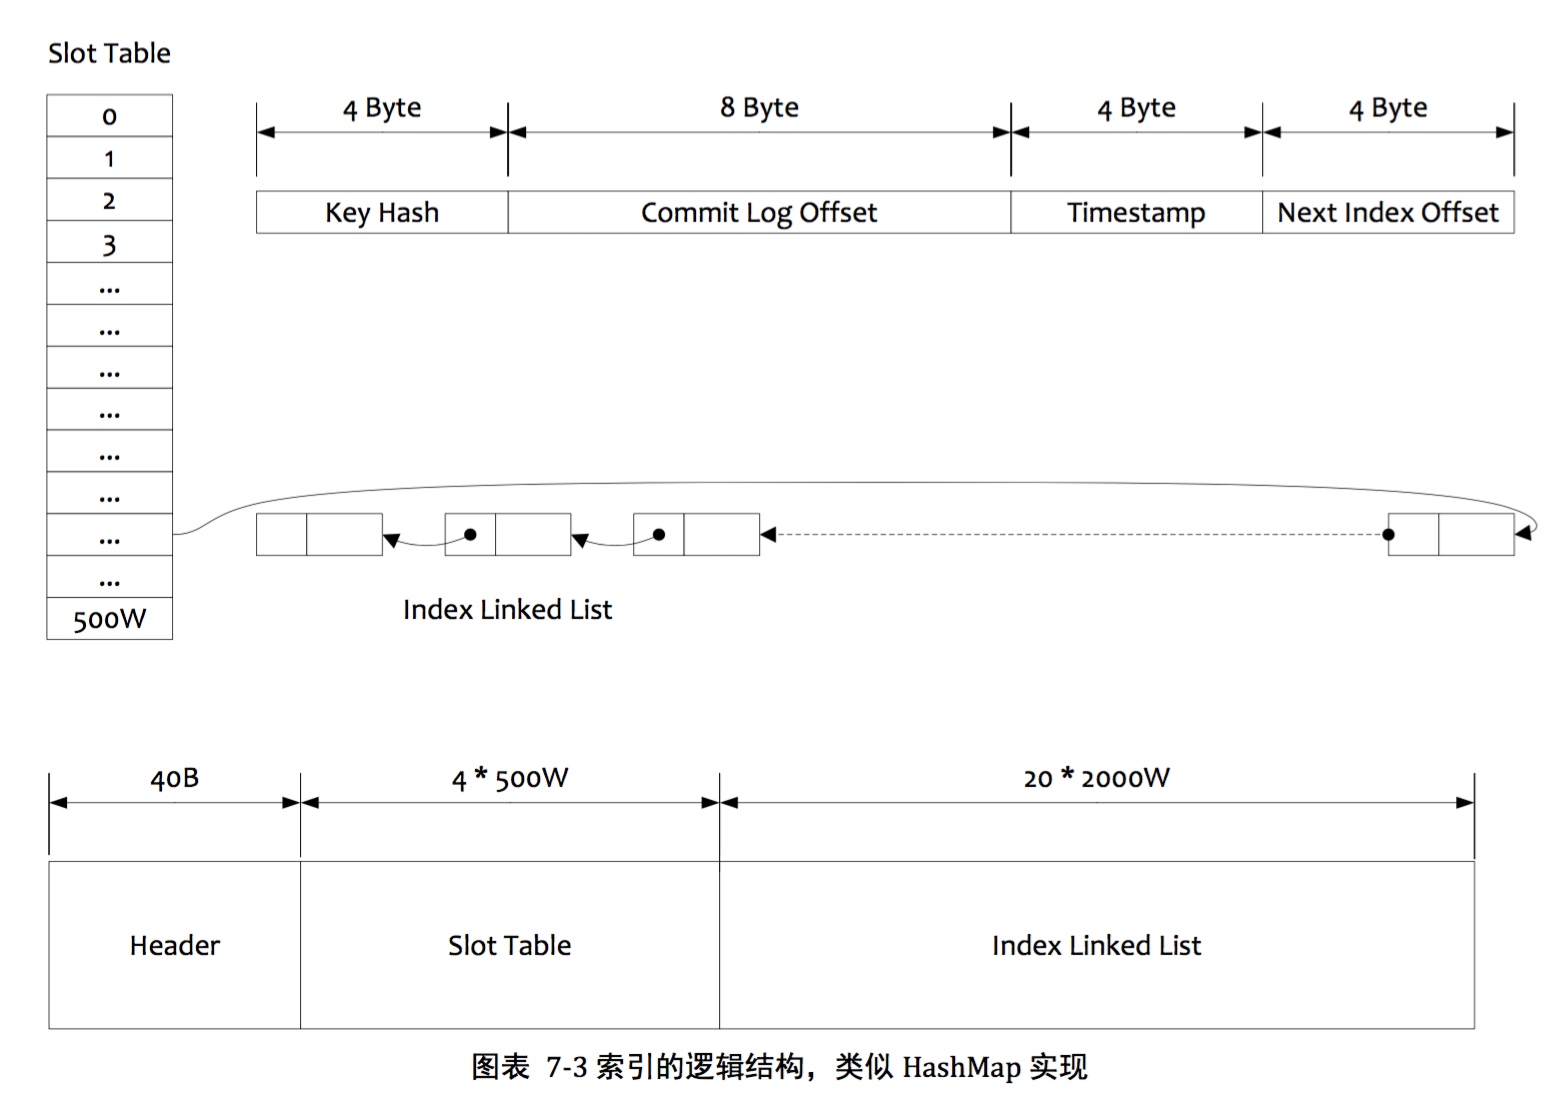 Slot Table
0
1
2
3
...
...
...
...
...
...
...
...
500W
4 Byte 8 Byte 4 Byte 4 Byte
Key Hash Commit Log Offset Timestamp Next Index Offset
Index Linked List
40B 4 * 500W 20 * 2000W
Header Slot Table Index Linked List
图表 7-3 索引的逻辑结构，类似 HashMap 实现